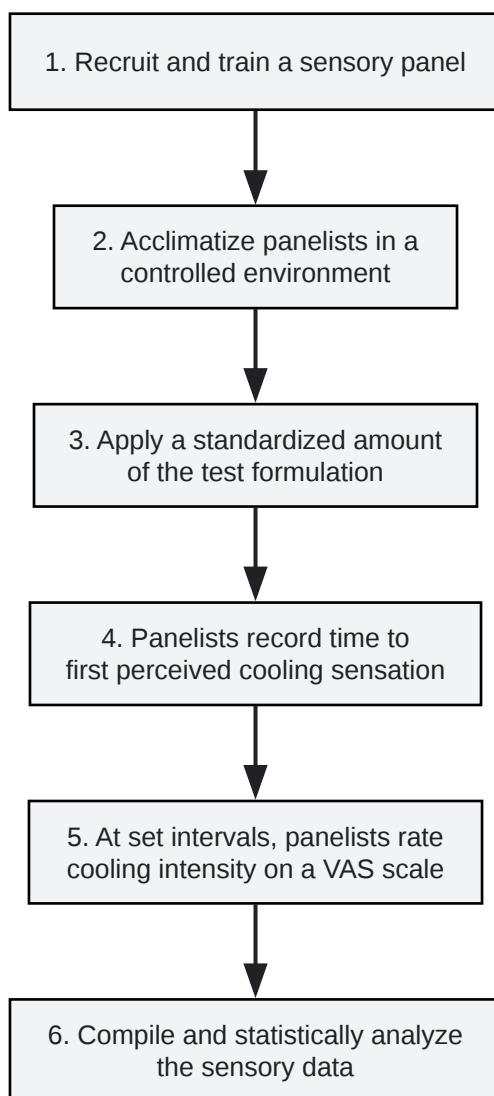 1. Recruit and train a sensory panel
2. Acclimatize panelists in a
controlled environment
3. Apply a standardized amount
of the test formulation
4. Panelists record time to
first perceived cooling sensation
5. At set intervals, panelists rate
cooling intensity on a VAS scale
6. Compile and statistically analyze
the sensory data